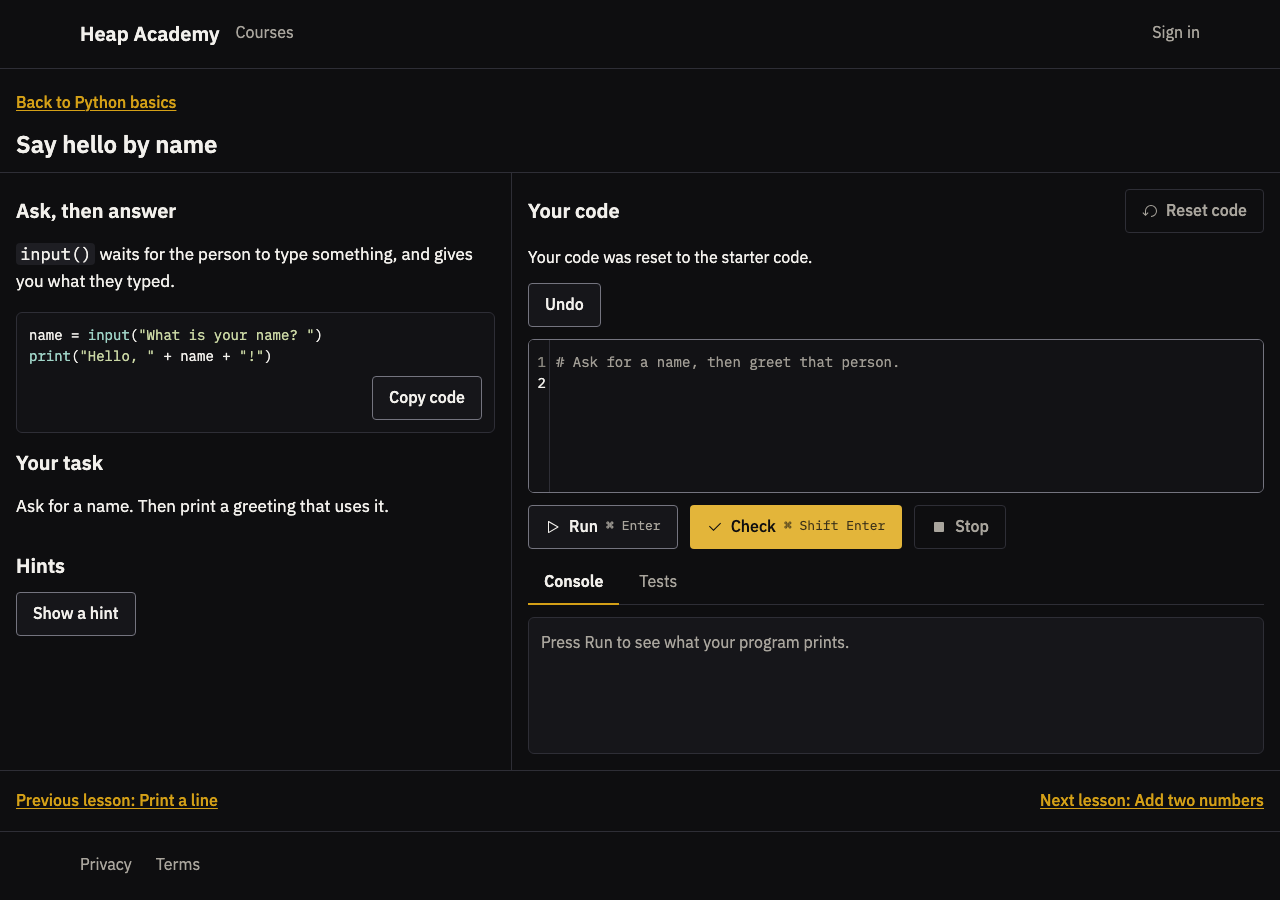 Heap Academy Courses Sign in
Back to Python basics
Say hello by name
Ask, then answer
input() waits for the person to type something, and gives
you what they typed.
name = input("What is your name? ")
print("Hello, " + name + "!")
Copy code
Your task
Ask for a name. Then print a greeting that uses it.
Hints
Show a hint
Your code
Reset code
Your code was reset to the starter code.
Undo
1 # Ask for a name, then greet that person.
2
Run ⌘ Enter Check ⌘ Shift Enter Stop
Console Tests
Press Run to see what your program prints.
Previous lesson: Print a line Next lesson: Add two numbers
Privacy Terms